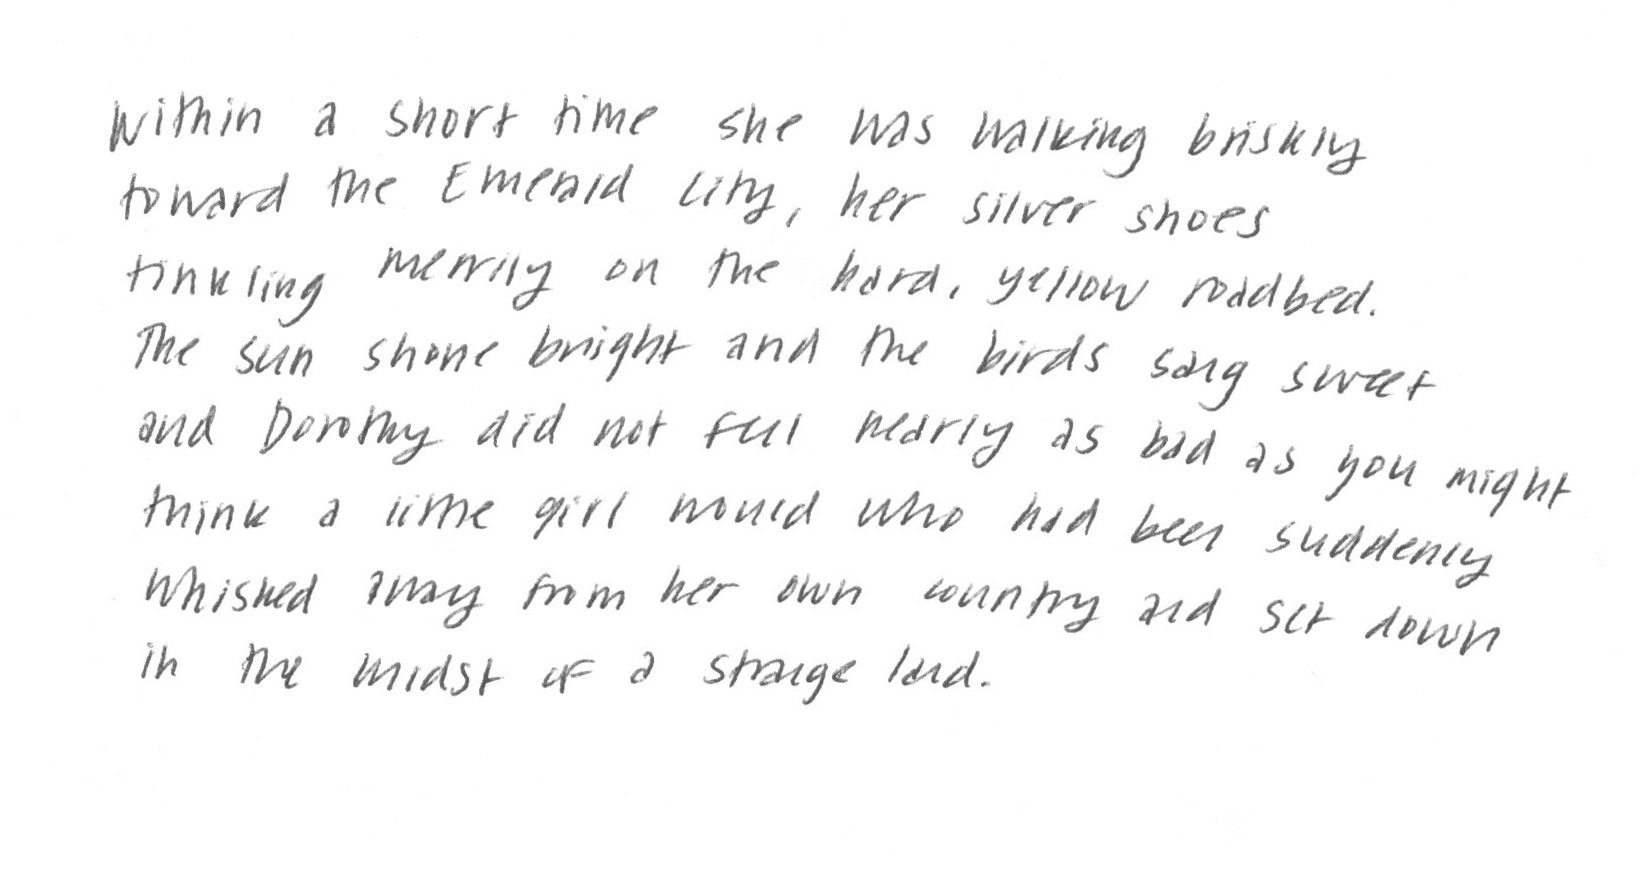 Within a short time she was walking briskly
toward the Emerald City, her silver shoes
tinkling merrily on the hard, yellow roadbed.
The sun shone bright and the birds sang sweet
and Dorothy did not feel nearly as bad as you might
think a little girl would who had been suddenly
whisked away from her own country and set down
in the midst of a strange land.